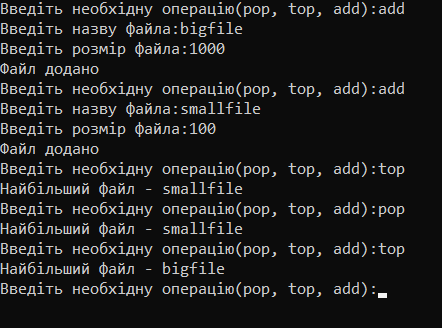 Введіть необхідну операцію(pop, top, add):add
Введіть назву файла:bigfile
Введіть розмір файла:1000
Файл додано
Введіть необхідну операцію(pop, top, add):add
Введіть назву файла:smallfile
Введіть розмір файла:100
Файл додано
Введіть необхідну операцію(pop, top, add):top
Найбільший файл - smallfile
Введіть необхідну операцію(pop, top, add):pop
Найбільший файл - smallfile
Введіть необхідну операцію(pop, top, add):top
Найбільший файл - bigfile
Введіть необхідну операцію(pop, top, add):